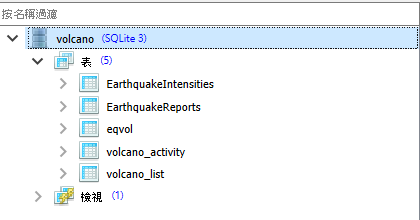 按名稱過濾
volcano (SQLite 3)
表 (5)
EarthquakeIntensities
EarthquakeReports
eqvol
volcano_activity
volcano_list
檢視 (1)